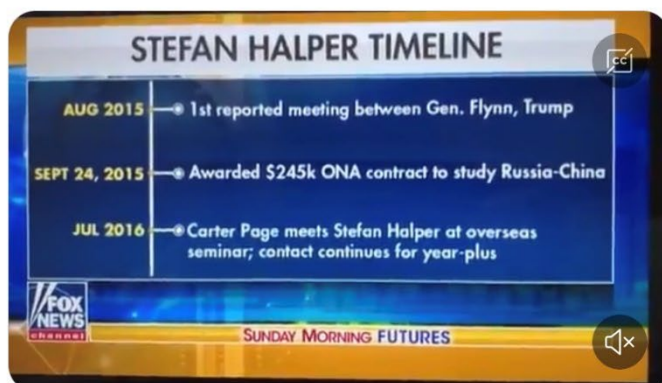 STEFAN HALPER TIMELINE
CC
AUG 2015 1st reported meeting between Gen. Flynn, Trump
SEPT 24, 2015 Awarded $245k ONA contract to study Russia-China
JUL 2016 Carter Page meets Stefan Halper at overseas
seminar; contact continues for year-plus
FOX
NEWS
channel
SUNDAY MORNING FUTURES